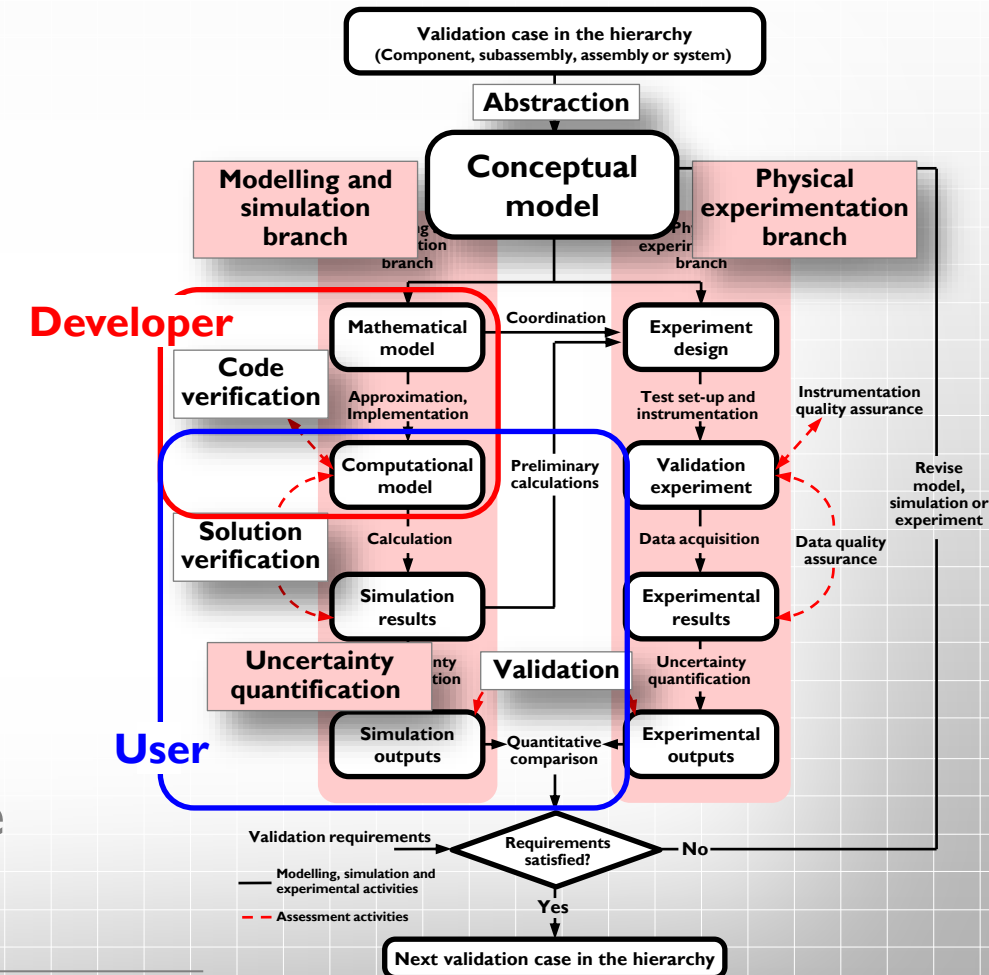 Validation case in the hierarchy
(Component, subassembly, assembly or system)
Abstraction
Conceptual
model
Modelling and
simulation
branch
Physical
experimentation
branch
branch
branch
Developer
Mathematical
model
Coordination
Experiment
design
Code
verification
Approximation,
Implementation
Test set-up and
instrumentation
Instrumentation
quality assurance
Computational
model
Preliminary
calculations
Validation
experiment
Revise
model,
simulation or
experiment
Solution
verification
Calculation
Data acquisition
Data quality
assurance
Simulation
results
Experimental
results
Uncertainty
quantification
Validation
Uncertainty
quantification
User
Simulation
outputs
Quantitative
comparison
Experimental
outputs
Validation requirements
Requirements
satisfied?
No
Modelling, simulation and
experimental activities
Assessment activities
Yes
Next validation case in the hierarchy